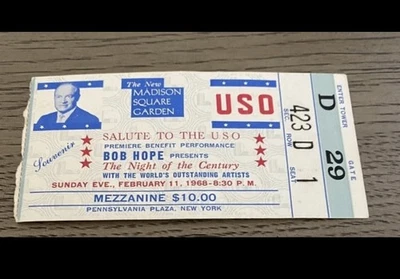 The New
MADISON
SQUARE
GARDEN
USO
Souvenir
SALUTE TO THE USO
PREMIERE BENEFIT PERFORMANCE
BOB HOPE PRESENTS
The Night of the Century
WITH THE WORLD'S OUTSTANDING ARTISTS
SUNDAY EVE., FEBRUARY 11, 1968-8:30 P.M.
MEZZANINE $10.00
PENNSYLVANIA PLAZA, NEW YORK
423 D 1
SEC. ROW SEAT
D 29
ENTER TOWER GATE